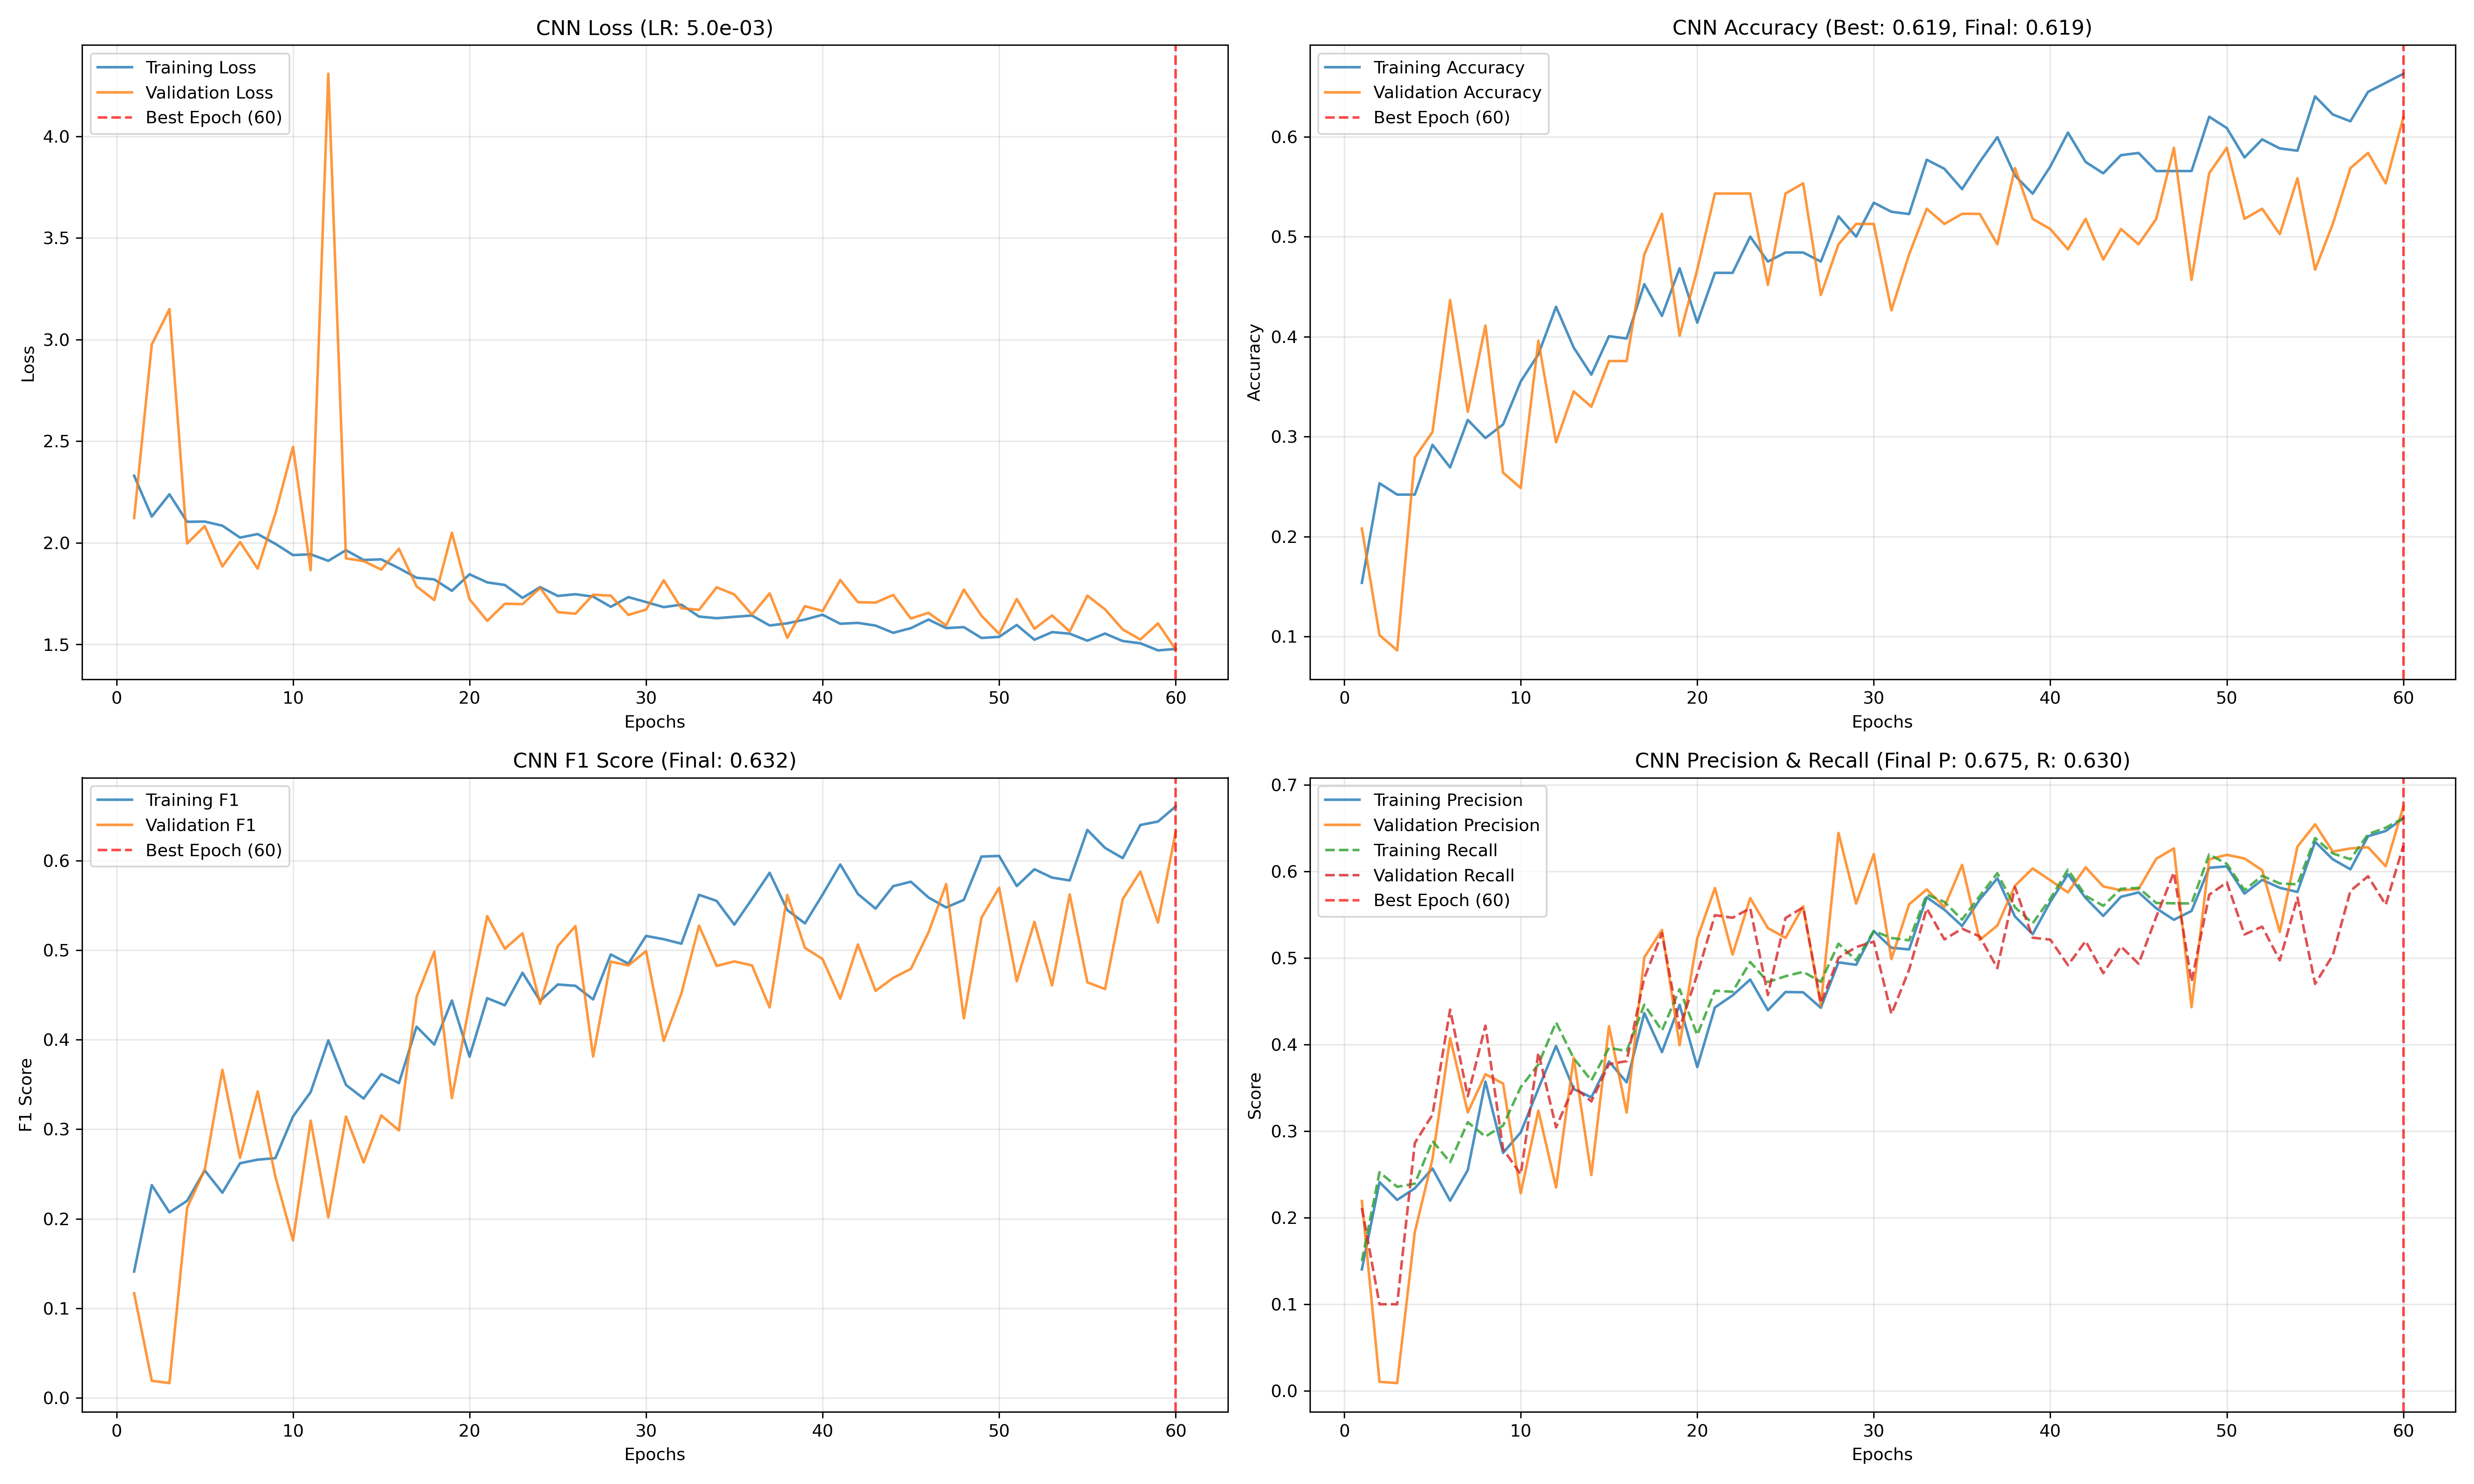 CNN Loss (LR: 5.0e-03)
Training Loss
Validation Loss
Best Epoch (60)
4.0
3.5
3.0
2.5
2.0
1.5
Loss
0 10 20 30 40 50 60
Epochs
CNN Accuracy (Best: 0.619, Final: 0.619)
Training Accuracy
Validation Accuracy
Best Epoch (60)
0.6
0.5
0.4
0.3
0.2
0.1
Accuracy
0 10 20 30 40 50 60
Epochs
CNN F1 Score (Final: 0.632)
Training F1
Validation F1
Best Epoch (60)
0.6
0.5
0.4
0.3
0.2
0.1
0.0
F1 Score
0 10 20 30 40 50 60
Epochs
CNN Precision & Recall (Final P: 0.675, R: 0.630)
Training Precision
Validation Precision
Training Recall
Validation Recall
Best Epoch (60)
0.7
0.6
0.5
0.4
0.3
0.2
0.1
0.0
Score
0 10 20 30 40 50 60
Epochs